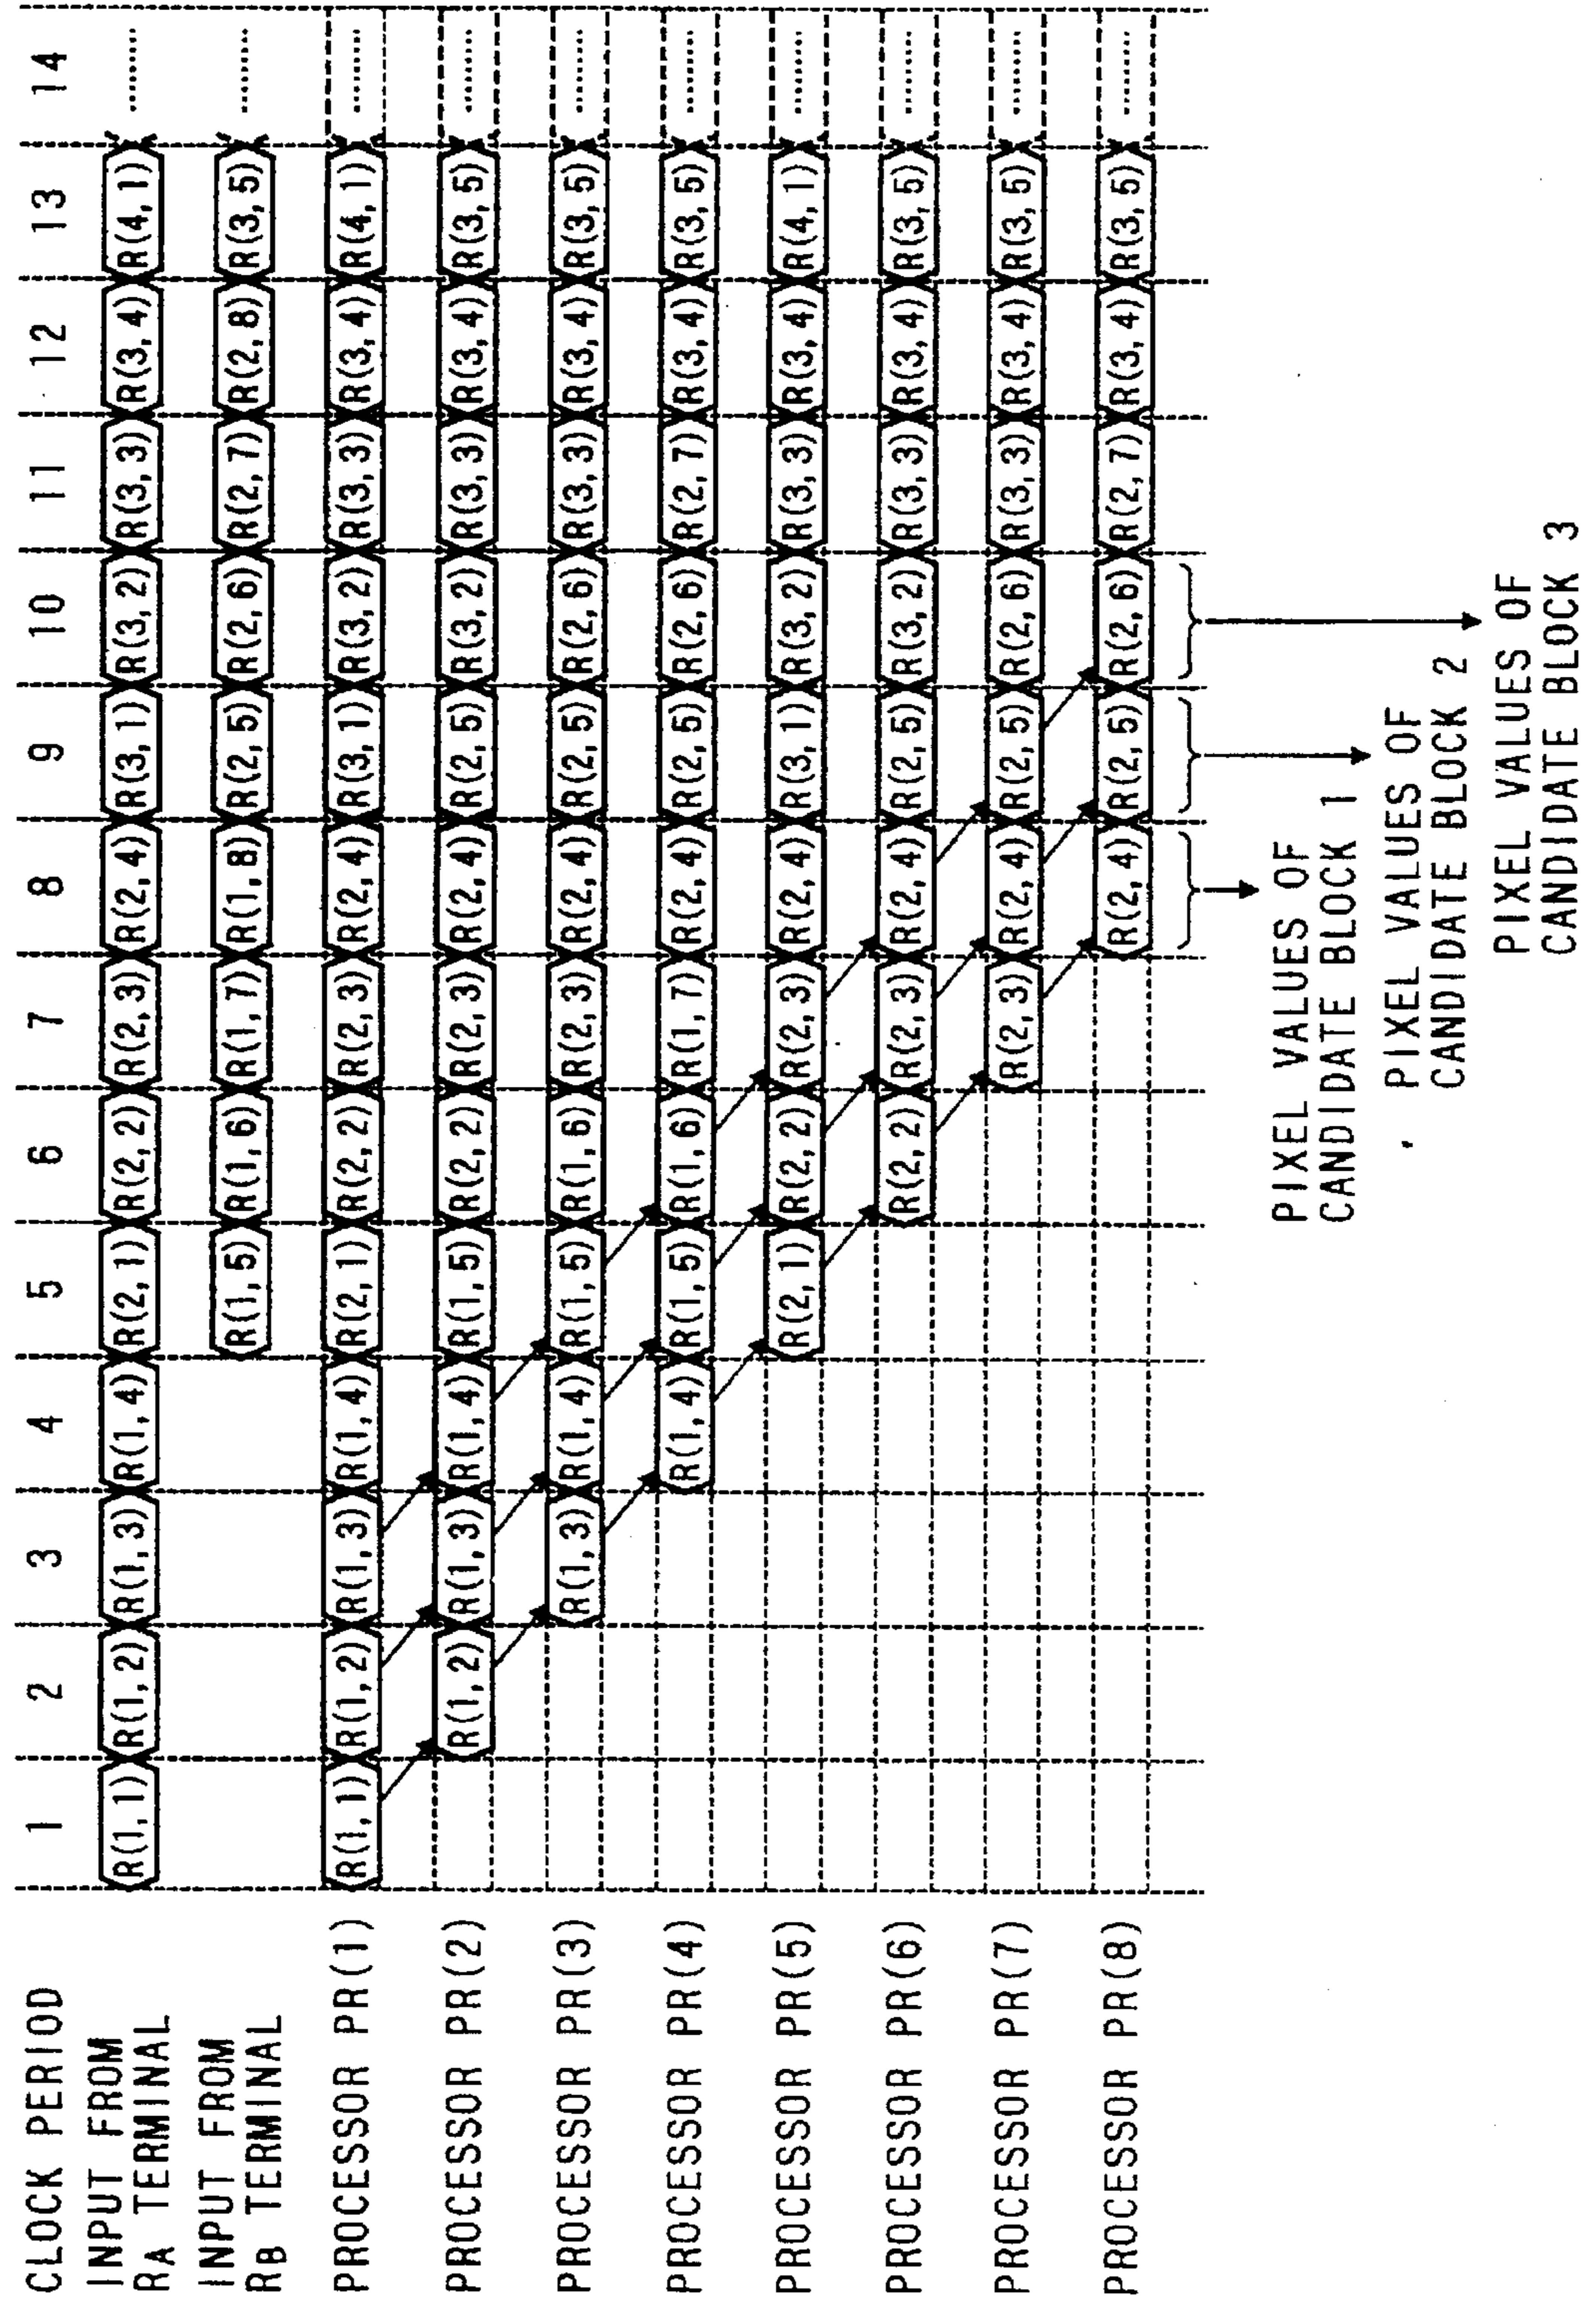 CLOCK PERIOD 1 2 3 4 5 6 7 8 9 10 11 12 13 14
INPUT FROM
RA TERMINAL R(1,1) R(1,2) R(1,3) R(1,4) R(2,1) R(2,2) R(2,3) R(2,4) R(3,1) R(3,2) R(3,3) R(3,4) R(4,1) ........
INPUT FROM
RB TERMINAL R(1,5) R(1,6) R(1,7) R(1,8) R(2,5) R(2,6) R(2,7) R(2,8) R(3,5) ........
PROCESSOR PR(1) R(1,1) R(1,2) R(1,3) R(1,4) R(2,1) R(2,2) R(2,3) R(2,4) R(3,1) R(3,2) R(3,3) R(3,4) R(4,1) ........
PROCESSOR PR(2) R(1,2) R(1,3) R(1,4) R(1,5) R(2,2) R(2,3) R(2,4) R(2,5) R(3,2) R(3,3) R(3,4) R(3,5) ........
PROCESSOR PR(3) R(1,3) R(1,4) R(1,5) R(1,6) R(2,3) R(2,4) R(2,5) R(2,6) R(3,3) R(3,4) R(3,5) ........
PROCESSOR PR(4) R(1,4) R(1,5) R(1,6) R(1,7) R(2,4) R(2,5) R(2,6) R(2,7) R(3,4) R(3,5) ........
PROCESSOR PR(5) R(2,1) R(2,2) R(2,3) R(2,4) R(3,1) R(3,2) R(3,3) R(3,4) R(4,1) ........
PROCESSOR PR(6) R(2,2) R(2,3) R(2,4) R(2,5) R(3,2) R(3,3) R(3,4) R(3,5) ........
PROCESSOR PR(7) R(2,3) R(2,4) R(2,5) R(2,6) R(3,3) R(3,4) R(3,5) ........
PROCESSOR PR(8) R(2,4) R(2,5) R(2,6) R(2,7) R(3,4) R(3,5) ........
PIXEL VALUES OF
CANDIDATE BLOCK 1
PIXEL VALUES OF
CANDIDATE BLOCK 2
PIXEL VALUES OF
CANDIDATE BLOCK 3